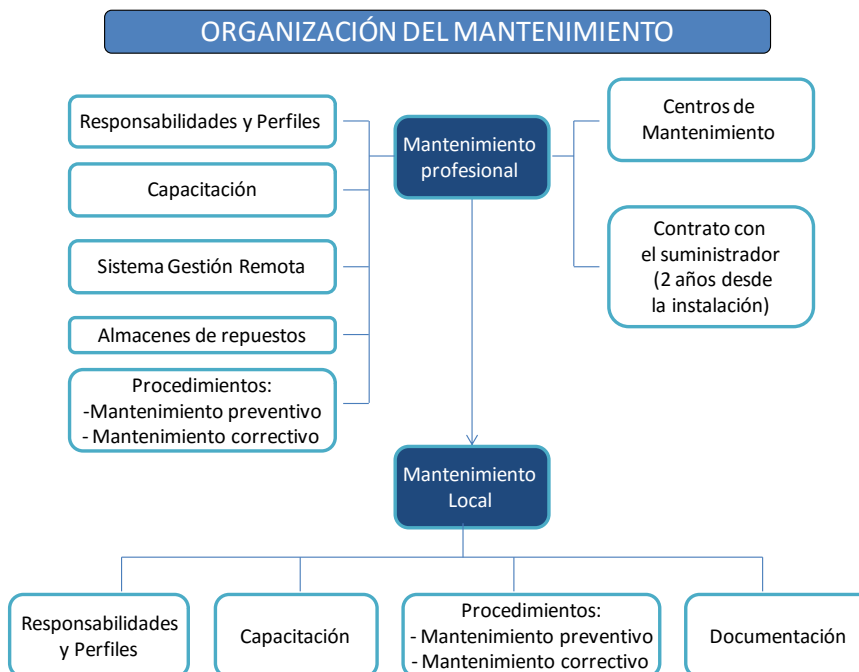 ORGANIZACIÓN DEL MANTENIMIENTO
Responsabilidades y Perfiles
Capacitación
Sistema Gestión Remota
Almacenes de repuestos
Procedimientos:
-Mantenimiento preventivo
- Mantenimiento correctivo
Mantenimiento
profesional
Centros de
Mantenimiento
Contrato con
el suministrador
(2 años desde
la instalación)
Mantenimiento
Local
Responsabilidades
y Perfiles
Capacitación
Procedimientos:
- Mantenimiento preventivo
- Mantenimiento correctivo
Documentación